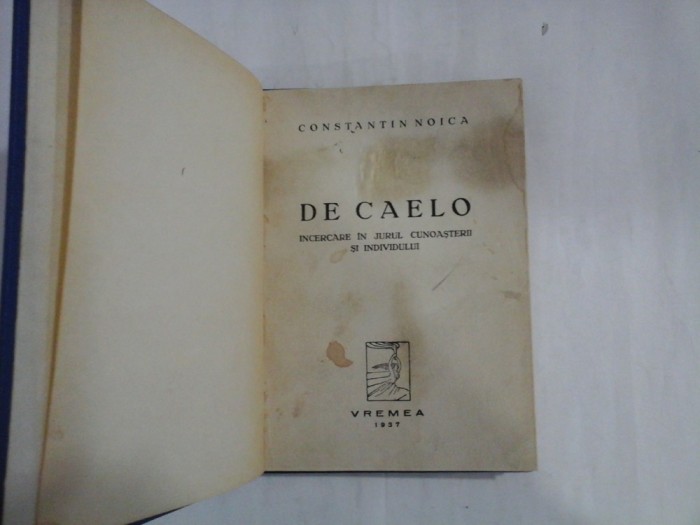 CONSTANTIN NOICA
DE CAELO
INCERCARE ÎN JURUL CUNOAȘTERII
ȘI INDIVIDULUI
VREMEA
1937